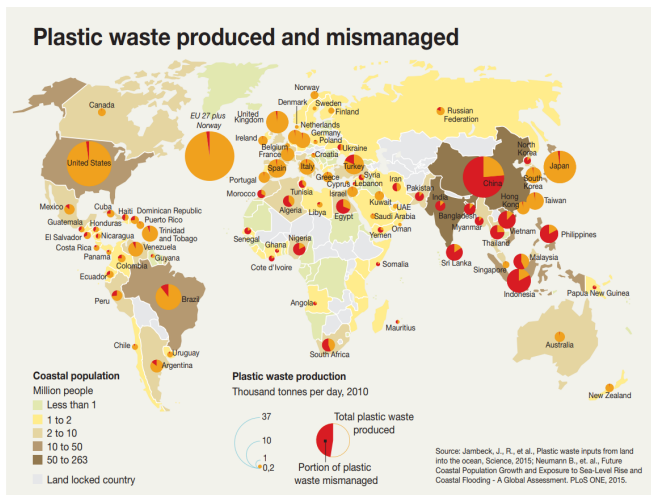 Plastic waste produced and mismanaged
Canada
United States
EU 27 plus
Norway
Norway
Denmark
Sweden
Finland
United
Kingdom
Netherlands
Germany
Ireland
Poland
Belgium
Ukraine
France
Croatia
Spain
Italy
Turkey
Greece
Portugal
Cyprus
Syria
Lebanon
Iran
Israel
Morocco
Tunisia
Algeria
Libya
Egypt
Kuwait
UAE
Saudi Arabia
Oman
Yemen
Pakistan
India
Russian
Federation
North
Korea
Japan
South
Korea
China
Hong
Kong
Taiwan
Bangladesh
Myanmar
Vietnam
Philippines
Thailand
Sri Lanka
Malaysia
Singapore
Indonesia
Papua New Guinea
Mexico
Cuba
Haiti
Dominican Republic
Puerto Rico
Guatemala
Honduras
Trinidad
and Tobago
El Salvador
Nicaragua
Costa Rica
Venezuela
Panama
Guyana
Colombia
Ecuador
Peru
Brazil
Chile
Uruguay
Argentina
Senegal
Ghana
Nigeria
Cote d'Ivoire
Somalia
Angola
Mauritius
South Africa
Australia
New Zealand
Coastal population
Million people
Less than 1
1 to 2
2 to 10
10 to 50
50 to 263
Land locked country
Plastic waste production
Thousand tonnes per day, 2010
37
10
1
0,2
Total plastic waste
produced
Portion of plastic
waste mismanaged
Source: Jambeck, J., R., et al., Plastic waste inputs from land
into the ocean, Science, 2015; Neumann B., et. al., Future
Coastal Population Growth and Exposure to Sea-Level Rise and
Coastal Flooding - A Global Assessment. PLoS ONE, 2015.